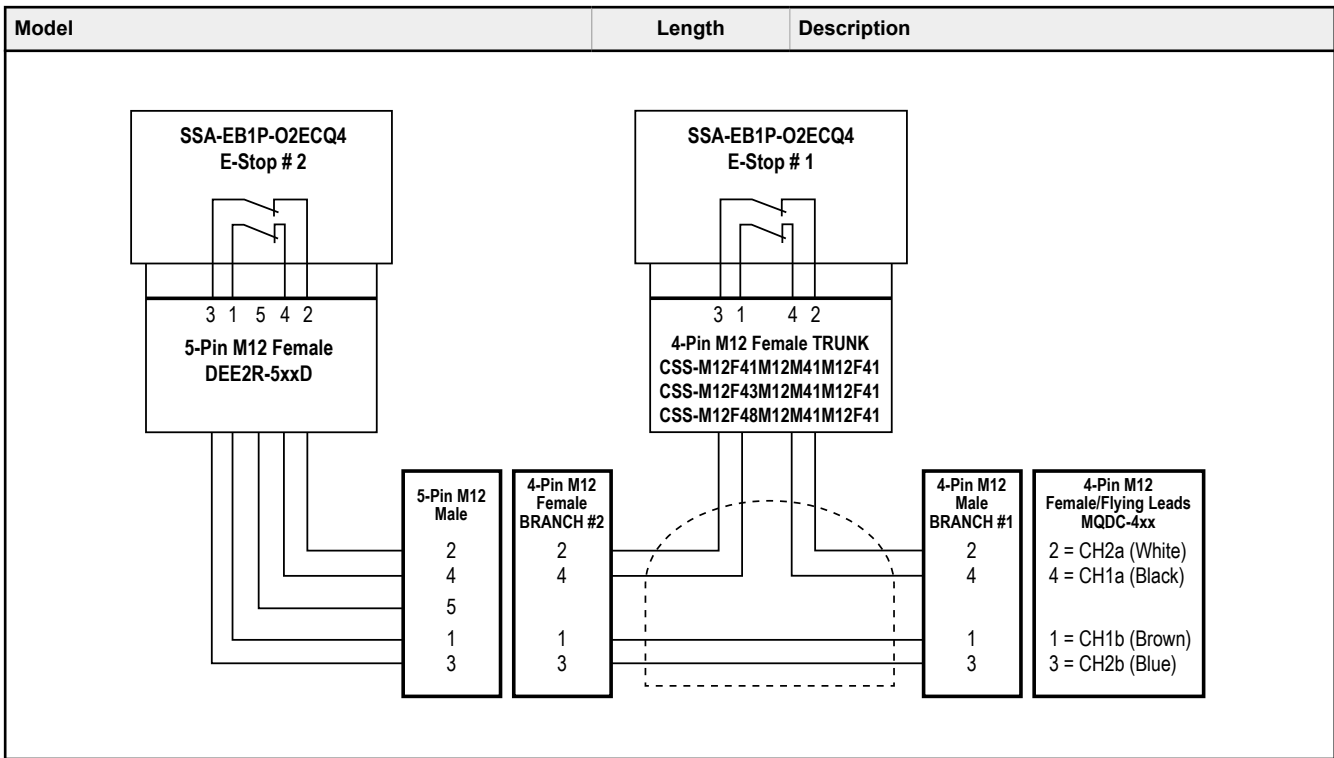 Model Length Description
SSA-EB1P-O2ECQ4
E-Stop # 2
3 1 5 4 2
5-Pin M12 Female
DEE2R-5xxD
SSA-EB1P-O2ECQ4
E-Stop # 1
3 1 4 2
4-Pin M12 Female TRUNK
CSS-M12F41M12M41M12F41
CSS-M12F43M12M41M12F41
CSS-M12F48M12M41M12F41
5-Pin M12
Male
2
4
5
1
3
4-Pin M12
Female
BRANCH #2
2
4
1
3
4-Pin M12
Male
BRANCH #1
2
4
1
3
4-Pin M12
Female/Flying Leads
MQDC-4xx
2 = CH2a (White)
4 = CH1a (Black)
1 = CH1b (Brown)
3 = CH2b (Blue)